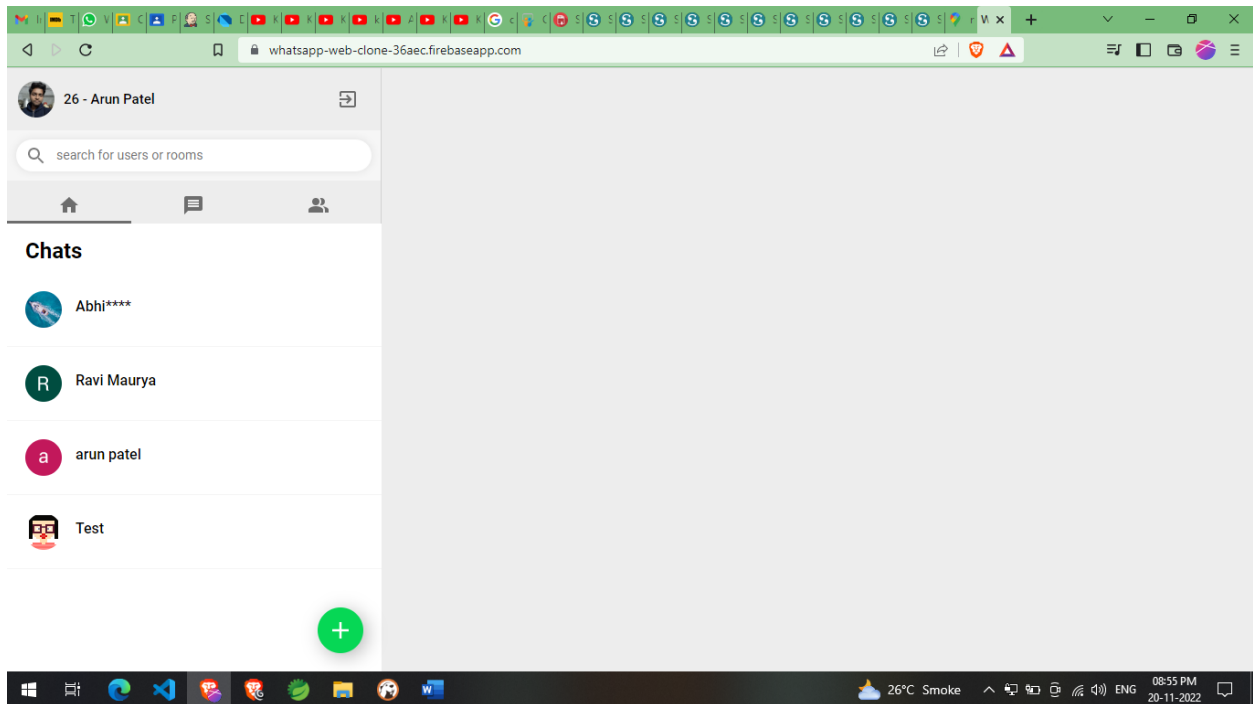 whatsapp-web-clone-36aec.firebaseapp.com
26 - Arun Patel
search for users or rooms
Chats
Abhi****
R Ravi Maurya
a arun patel
Test
26°C Smoke
ENG
08:55 PM
20-11-2022